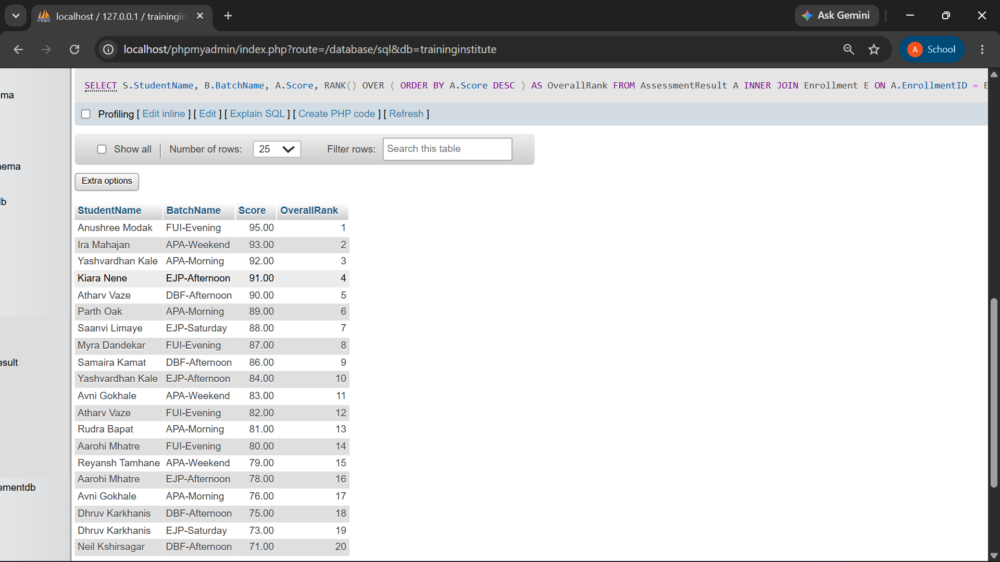 localhost / 127.0.0.1 / trainingin
Ask Gemini
localhost/phpmyadmin/index.php?route=/database/sql&db=traininginstitute
A School
SELECT S.StudentName, B.BatchName, A.Score, RANK() OVER ( ORDER BY A.Score DESC ) AS OverallRank FROM AssessmentResult A INNER JOIN Enrollment E ON A.EnrollmentID = E
ma
Profiling [ Edit inline ] [ Edit ] [ Explain SQL ] [ Create PHP code ] [ Refresh ]
Show all Number of rows: 25 Filter rows: Search this table
ema
Extra options
lb
StudentName BatchName Score OverallRank
Anushree Modak FUI-Evening 95.00 1
Ira Mahajan APA-Weekend 93.00 2
Yashvardhan Kale APA-Morning 92.00 3
Kiara Nene EJP-Afternoon 91.00 4
Atharv Vaze DBF-Afternoon 90.00 5
Parth Oak APA-Morning 89.00 6
Saanvi Limaye EJP-Saturday 88.00 7
Myra Dandekar FUI-Evening 87.00 8
esult
Samaira Kamat DBF-Afternoon 86.00 9
Yashvardhan Kale EJP-Afternoon 84.00 10
Avni Gokhale APA-Weekend 83.00 11
Atharv Vaze FUI-Evening 82.00 12
Rudra Bapat APA-Morning 81.00 13
Aarohi Mhatre FUI-Evening 80.00 14
Reyansh Tamhane APA-Weekend 79.00 15
Aarohi Mhatre EJP-Afternoon 78.00 16
ementdb
Avni Gokhale APA-Morning 76.00 17
Dhruv Karkhanis DBF-Afternoon 75.00 18
Dhruv Karkhanis EJP-Saturday 73.00 19
Neil Kshirsagar DBF-Afternoon 71.00 20